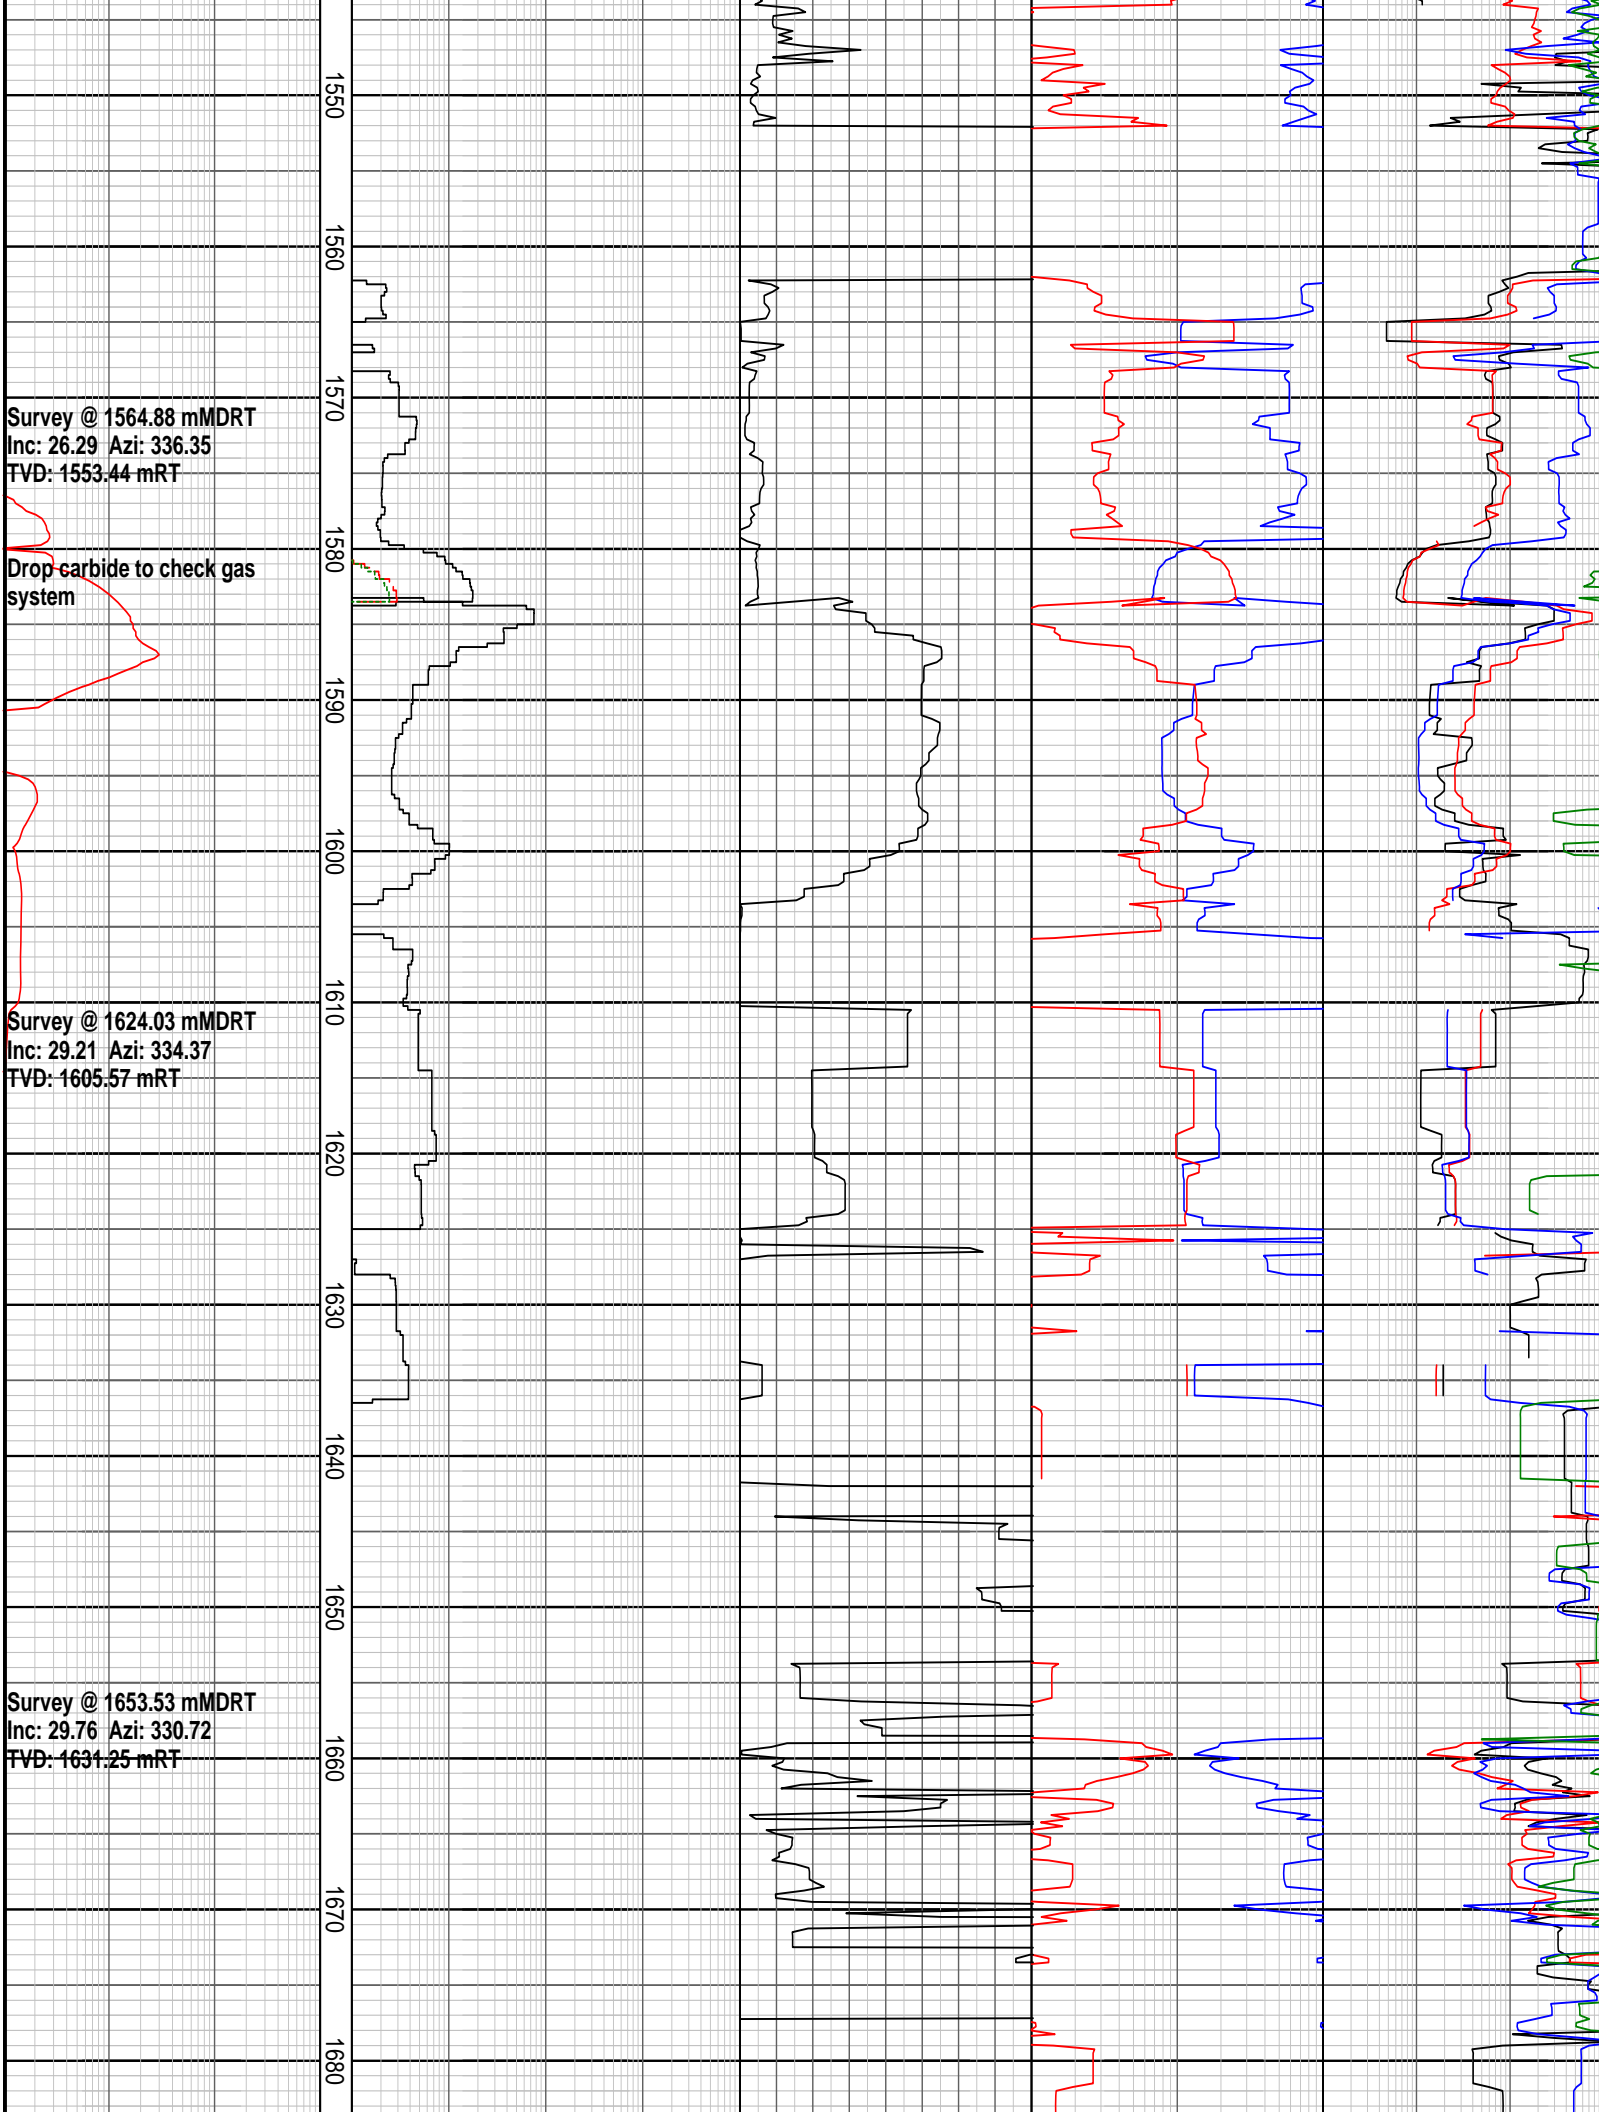 1550
1560
1570
Survey @ 1564.88 mMDRT
Inc: 26.29 Azi: 336.35
TVD: 1553.44 mRT
1580
Drop carbide to check gas
system
1590
1600
1610
Survey @ 1624.03 mMDRT
Inc: 29.21 Azi: 334.37
TVD: 1605.57 mRT
1620
1630
1640
1650
Survey @ 1653.53 mMDRT
Inc: 29.76 Azi: 330.72
TVD: 1631.25 mRT
1660
1670
1680